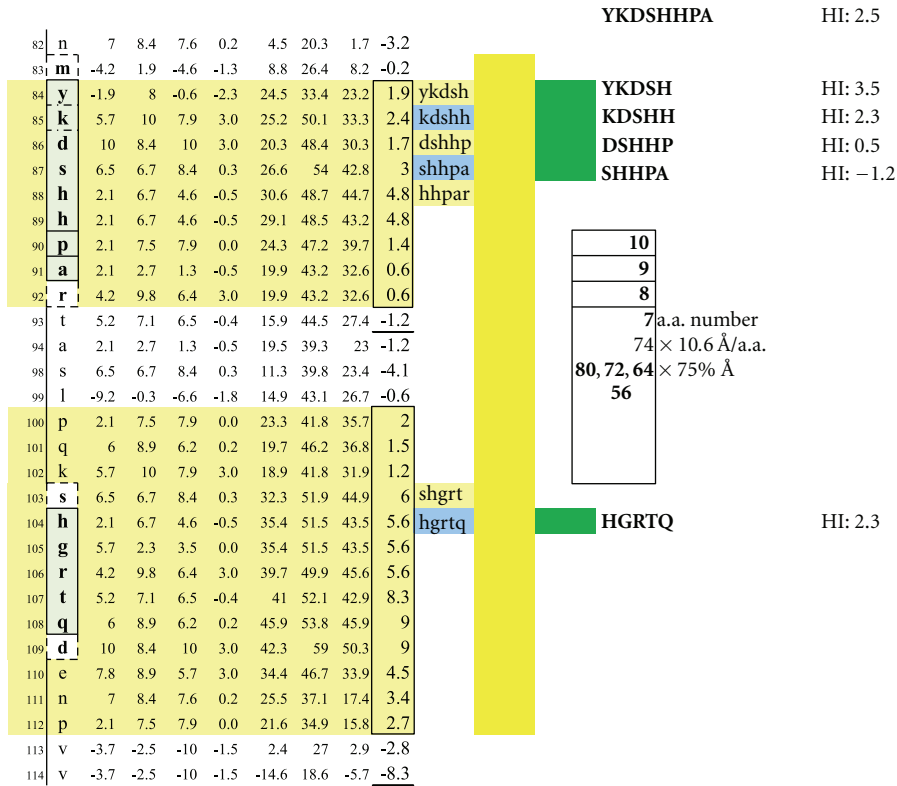 YKDSHHPA HI: 2.5
82 n 7 8.4 7.6 0.2 4.5 20.3 1.7 -3.2
83 m -4.2 1.9 -4.6 -1.3 8.8 26.4 8.2 -0.2
84 y -1.9 8 -0.6 -2.3 24.5 33.4 23.2 1.9 ykdsh YKDSH HI: 3.5
85 k 5.7 10 7.9 3.0 25.2 50.1 33.3 2.4 kdshh KDSHH HI: 2.3
86 d 10 8.4 10 3.0 20.3 48.4 30.3 1.7 dshhp DSHHP HI: 0.5
87 s 6.5 6.7 8.4 0.3 26.6 54 42.8 3 shhpa SHHPA HI: −1.2
88 h 2.1 6.7 4.6 -0.5 30.6 48.7 44.7 4.8 hhpar
89 h 2.1 6.7 4.6 -0.5 29.1 48.5 43.2 4.8
90 p 2.1 7.5 7.9 0.0 24.3 47.2 39.7 1.4 10
91 a 2.1 2.7 1.3 -0.5 19.9 43.2 32.6 0.6 9
92 r 4.2 9.8 6.4 3.0 19.9 43.2 32.6 0.6 8
93 t 5.2 7.1 6.5 -0.4 15.9 44.5 27.4 -1.2 7 a.a. number
94 a 2.1 2.7 1.3 -0.5 19.5 39.3 23 -1.2 74 × 10.6 Å/a.a.
98 s 6.5 6.7 8.4 0.3 11.3 39.8 23.4 -4.1 80, 72, 64 × 75% Å
99 l -9.2 -0.3 -6.6 -1.8 14.9 43.1 26.7 -0.6 56
100 p 2.1 7.5 7.9 0.0 23.3 41.8 35.7 2
101 q 6 8.9 6.2 0.2 19.7 46.2 36.8 1.5
102 k 5.7 10 7.9 3.0 18.9 41.8 31.9 1.2
103 s 6.5 6.7 8.4 0.3 32.3 51.9 44.9 6 shgrt
104 h 2.1 6.7 4.6 -0.5 35.4 51.5 43.5 5.6 hgrtq HGRTQ HI: 2.3
105 g 5.7 2.3 3.5 0.0 35.4 51.5 43.5 5.6
106 r 4.2 9.8 6.4 3.0 39.7 49.9 45.6 5.6
107 t 5.2 7.1 6.5 -0.4 41 52.1 42.9 8.3
108 q 6 8.9 6.2 0.2 45.9 53.8 45.9 9
109 d 10 8.4 10 3.0 42.3 59 50.3 9
110 e 7.8 8.9 5.7 3.0 34.4 46.7 33.9 4.5
111 n 7 8.4 7.6 0.2 25.5 37.1 17.4 3.4
112 p 2.1 7.5 7.9 0.0 21.6 34.9 15.8 2.7
113 v -3.7 -2.5 -10 -1.5 2.4 27 2.9 -2.8
114 v -3.7 -2.5 -10 -1.5 -14.6 18.6 -5.7 -8.3